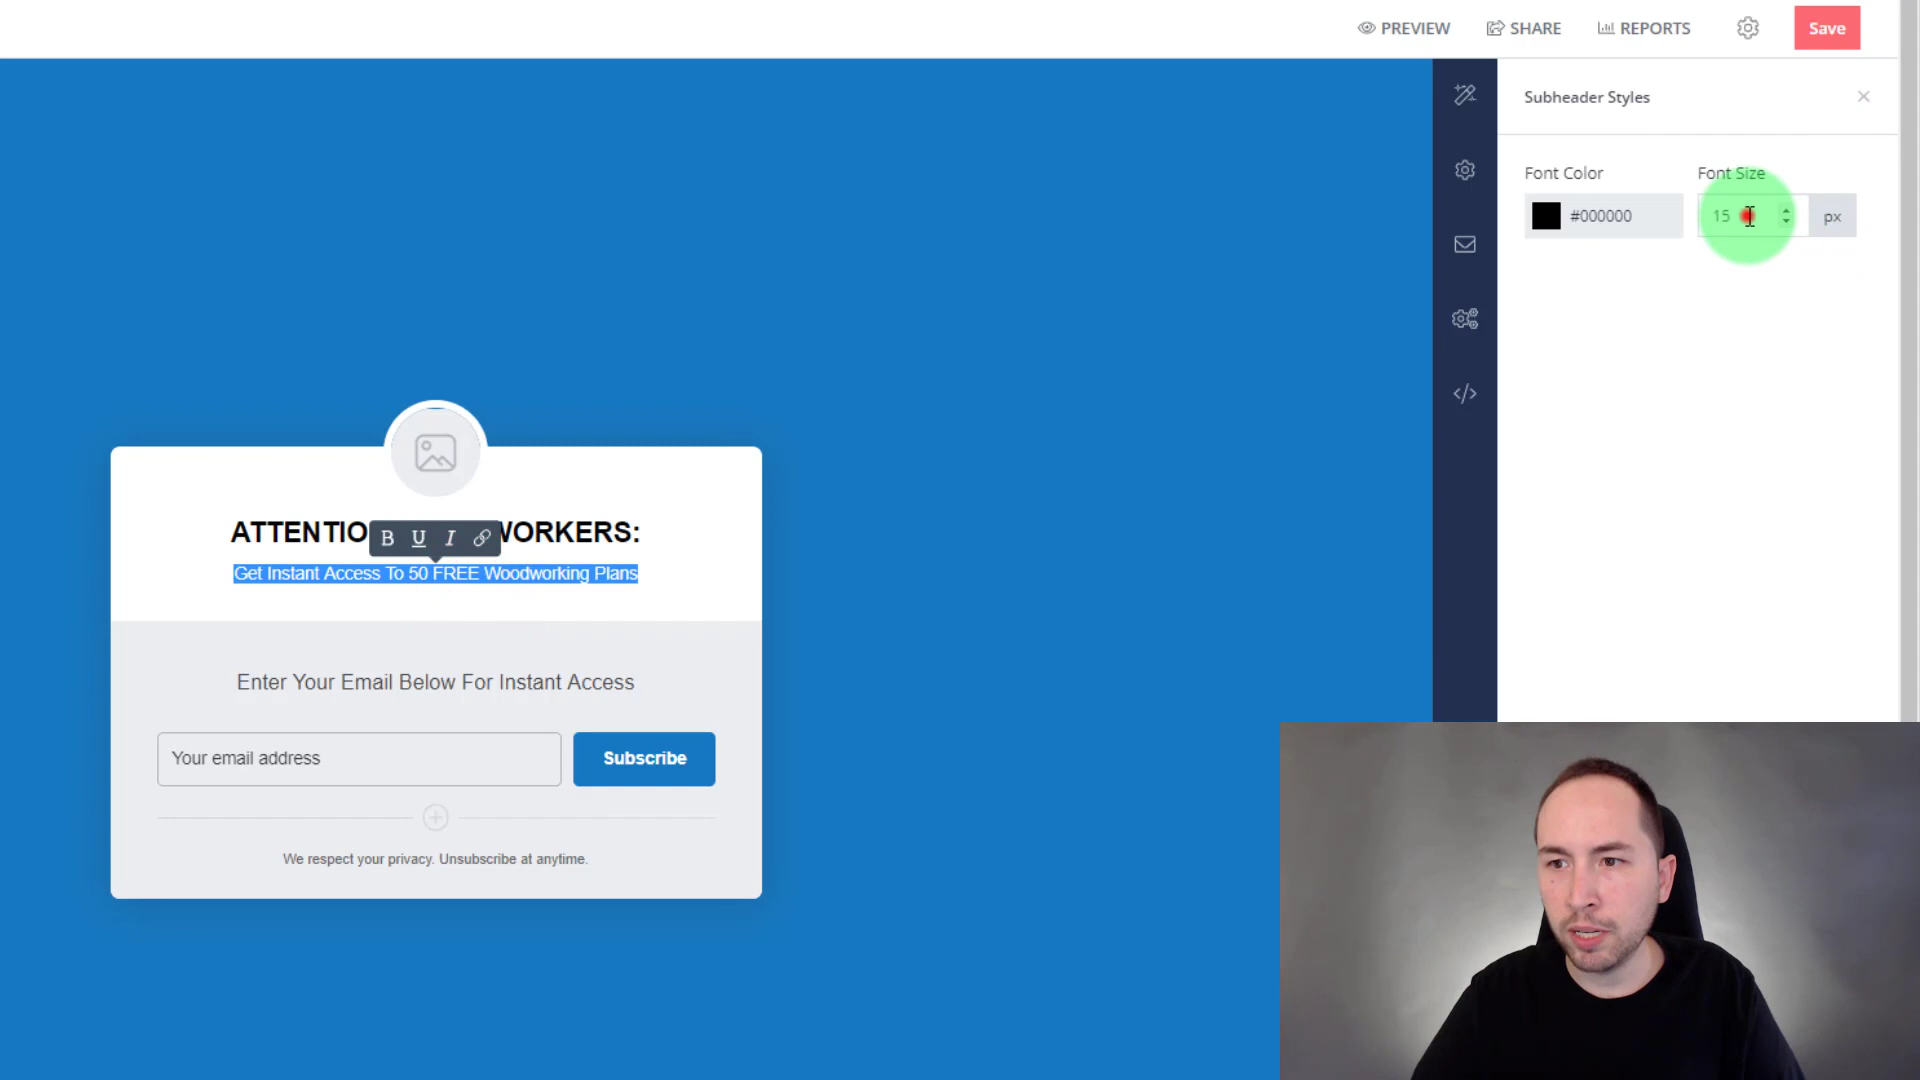 PREVIEW SHARE REPORTS Save
Subheader Styles
Font Color Font Size
#000000 15 px
ATTENTIO WORKERS:
B U I
Get Instant Access To 50 FREE Woodworking Plans
Enter Your Email Below For Instant Access
Your email address Subscribe
We respect your privacy. Unsubscribe at anytime.